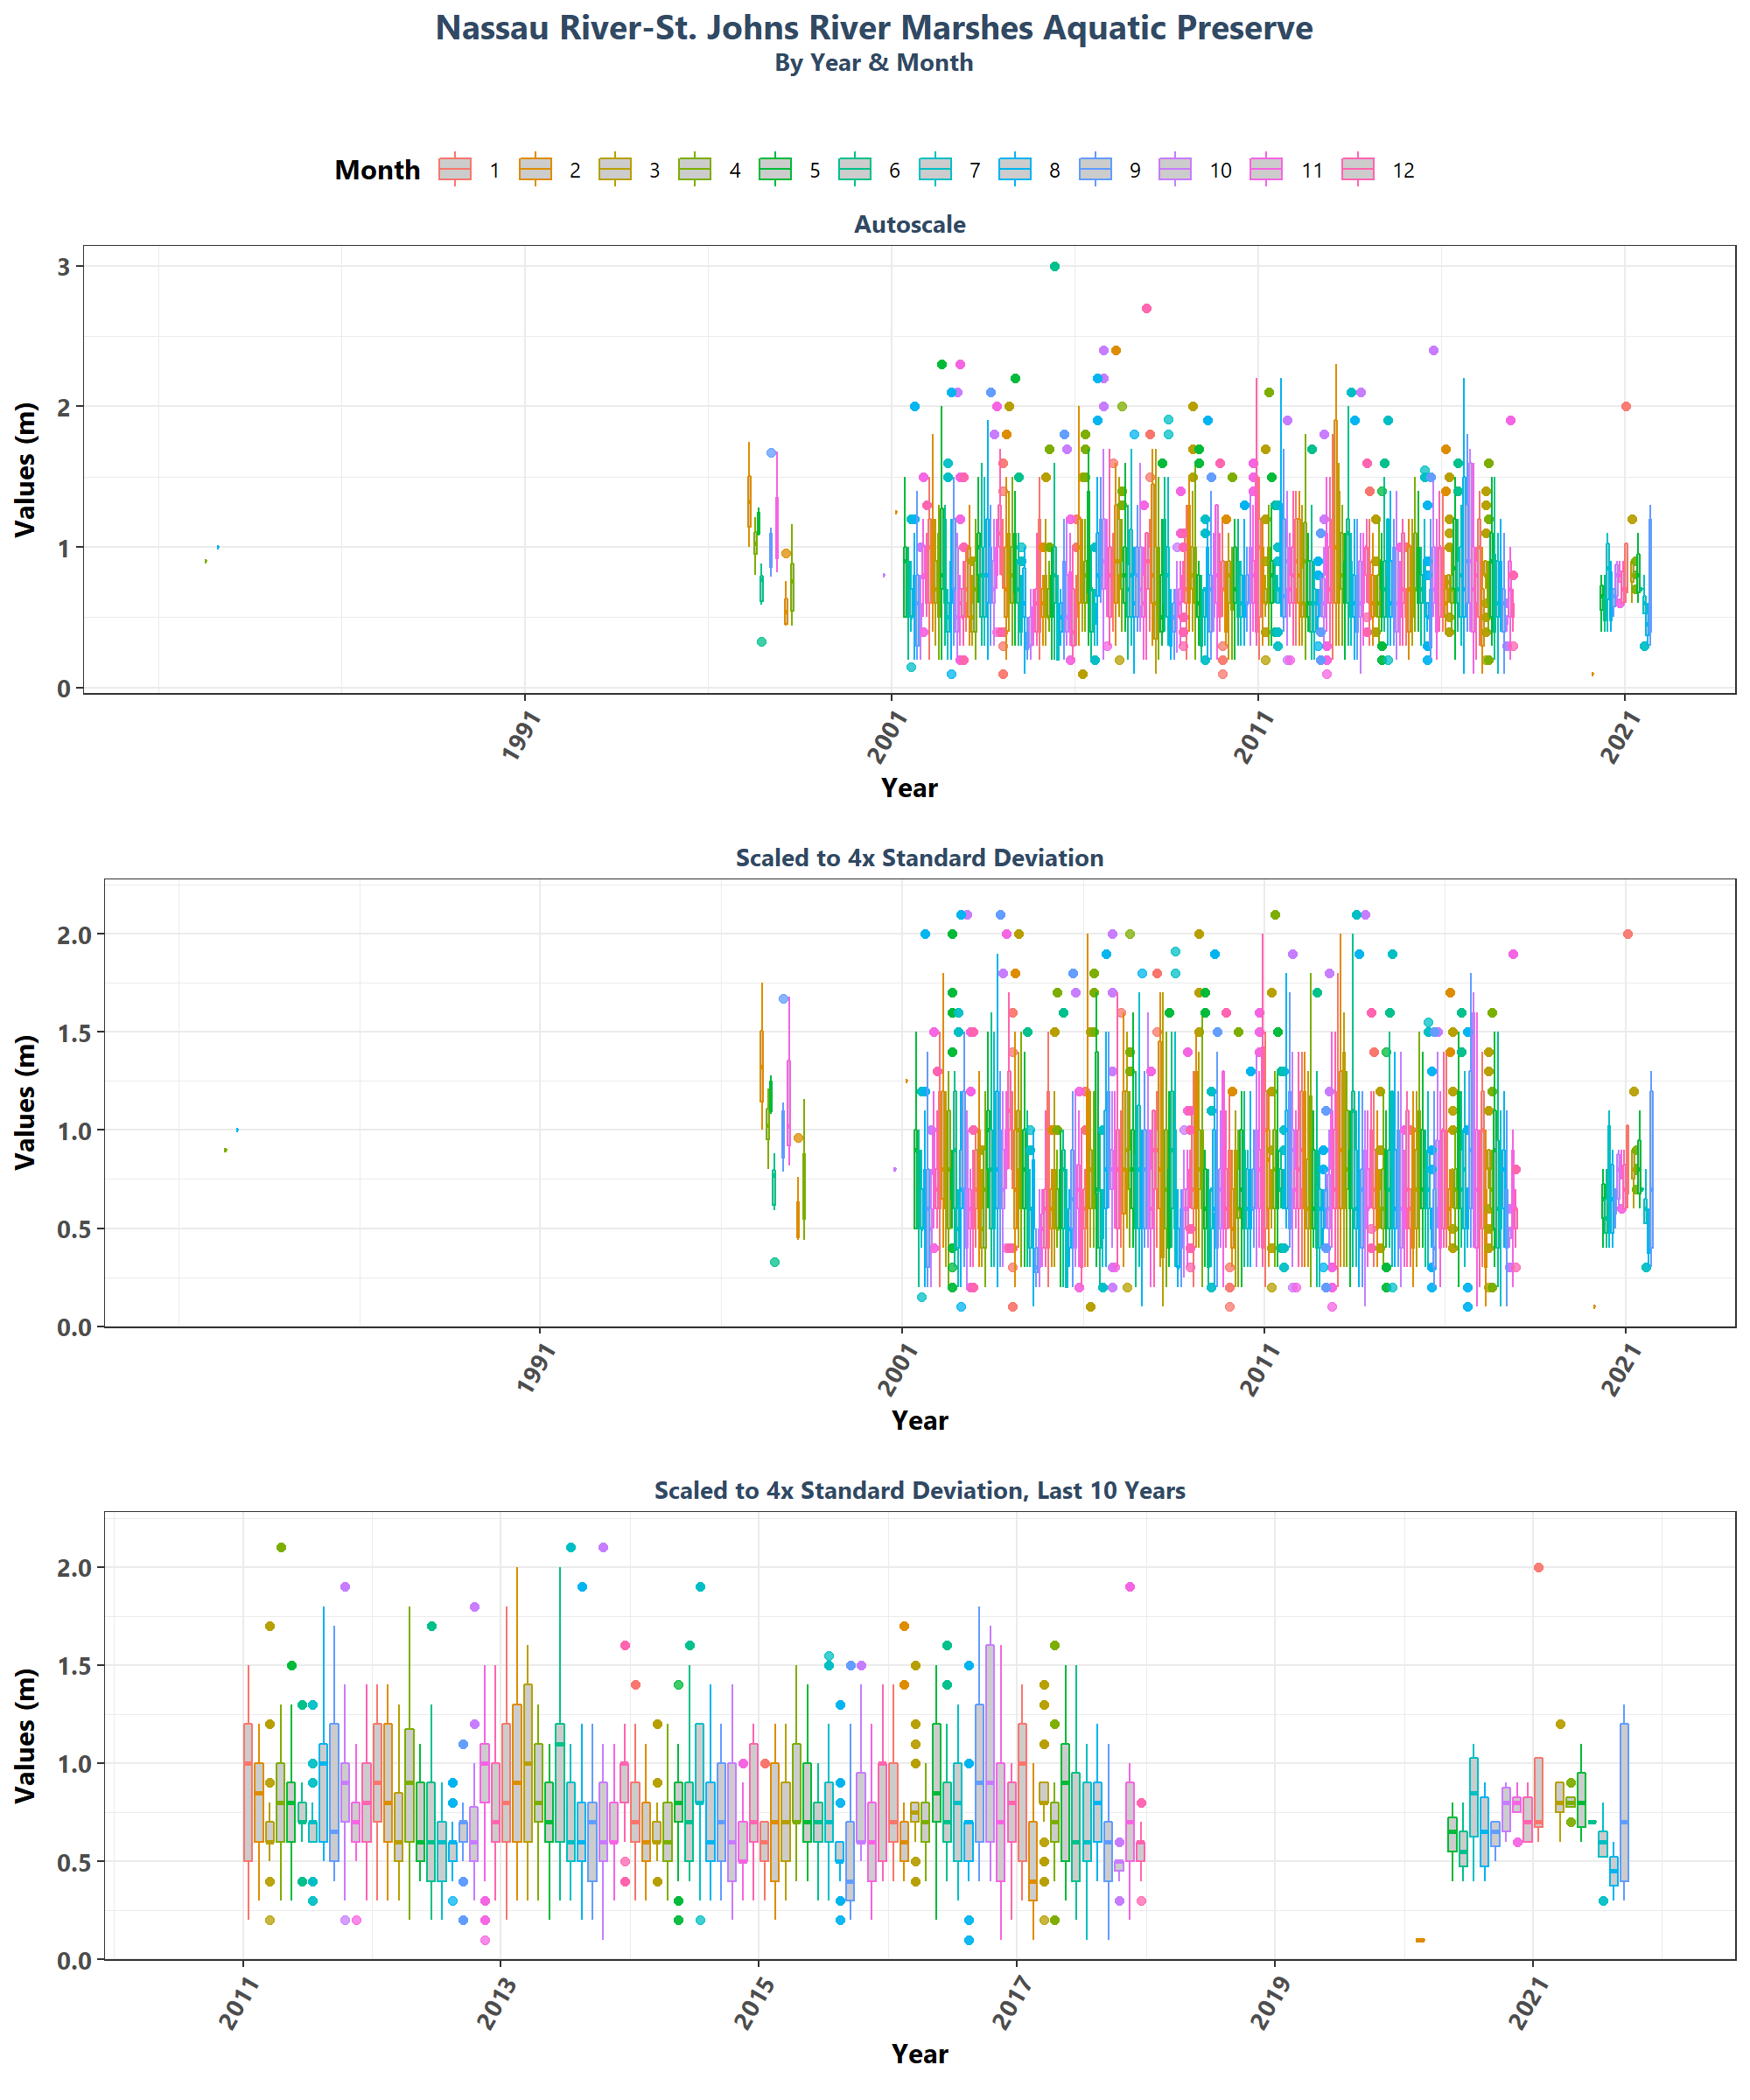 Nassau River-St. Johns River Marshes Aquatic Preserve
By Year & Month
Month 1 2 3 4 5 6 7 8 9 10 11 12
Autoscale
Values (m)
3
2
1
0
1991 2001 2011 2021
Year
Scaled to 4x Standard Deviation
Values (m)
2.0
1.5
1.0
0.5
0.0
1991 2001 2011 2021
Year
Scaled to 4x Standard Deviation, Last 10 Years
Values (m)
2.0
1.5
1.0
0.5
0.0
2011 2013 2015 2017 2019 2021
Year